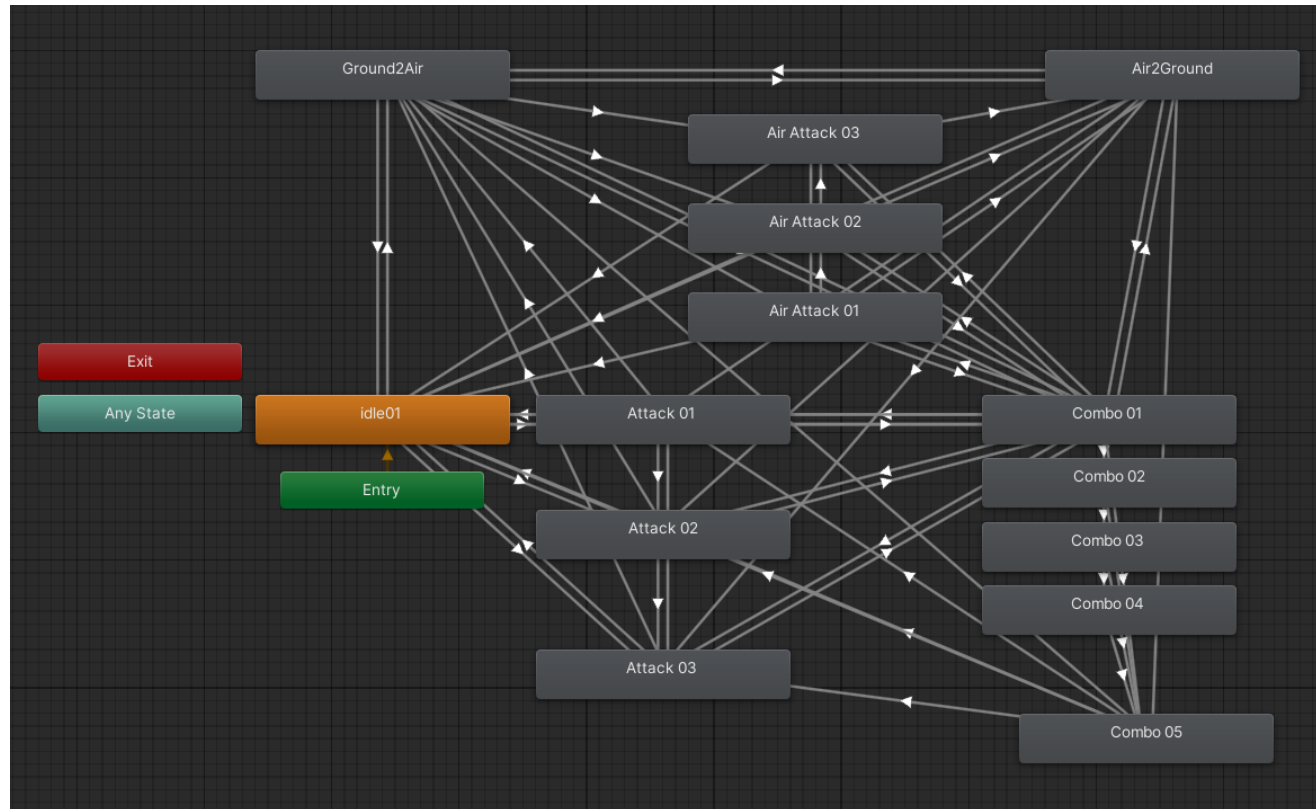 Ground2Air
Air2Ground
Air Attack 03
Air Attack 02
Air Attack 01
Exit
Any State
idle01
Attack 01
Combo 01
Entry
Combo 02
Attack 02
Combo 03
Combo 04
Attack 03
Combo 05